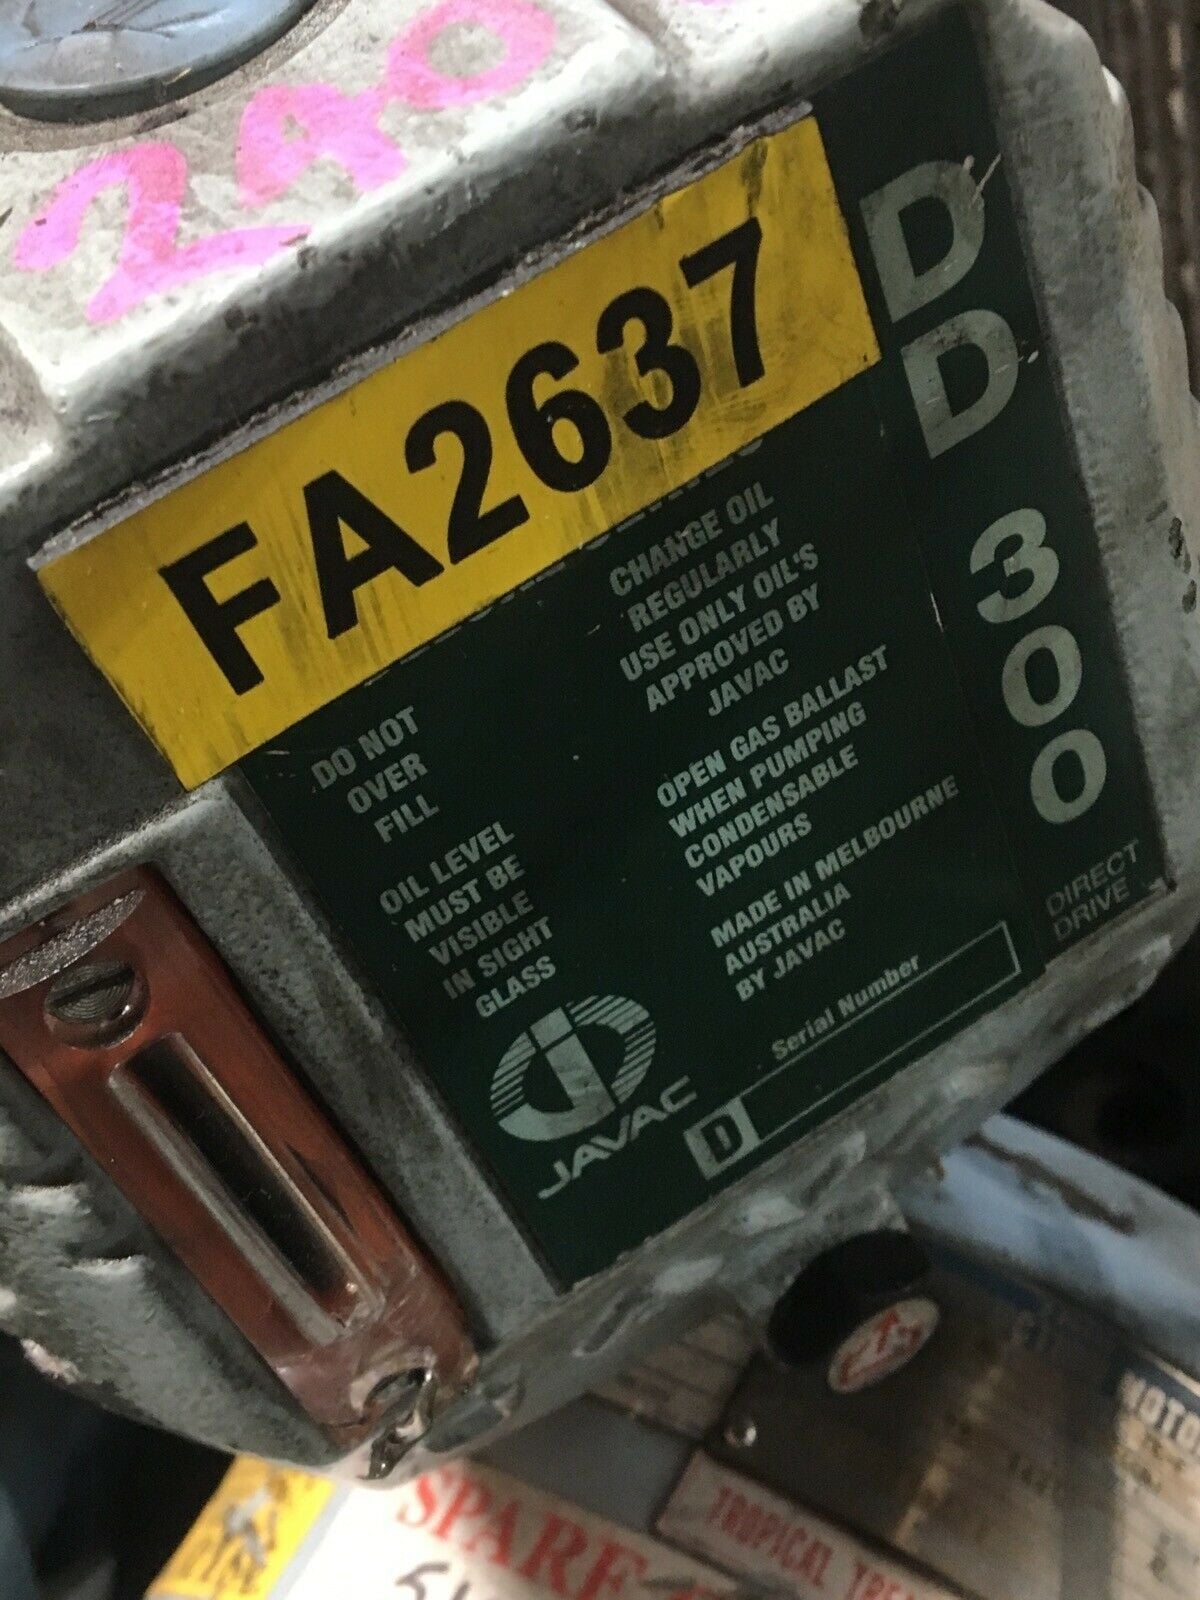 240
FA2637
DD 300
DIRECT
DRIVE
DO NOT
OVER
FILL
OIL LEVEL
MUST BE
VISIBLE
IN SIGHT
GLASS
JAVAC
CHANGE OIL
REGULARLY
USE ONLY OIL'S
APPROVED BY
JAVAC
OPEN GAS BALLAST
WHEN PUMPING
CONDENSABLE
VAPOURS
MADE IN MELBOURNE
AUSTRALIA
BY JAVAC
Serial Number
D
SPARE
TROPICAL